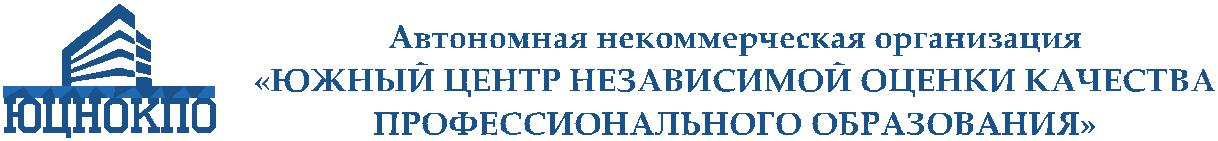 Автономная некоммерческая организация
«ЮЖНЫЙ ЦЕНТР НЕЗАВИСИМОЙ ОЦЕНКИ КАЧЕСТВА
ПРОФЕССИОНАЛЬНОГО ОБРАЗОВАНИЯ»
ЮЦНОКПО